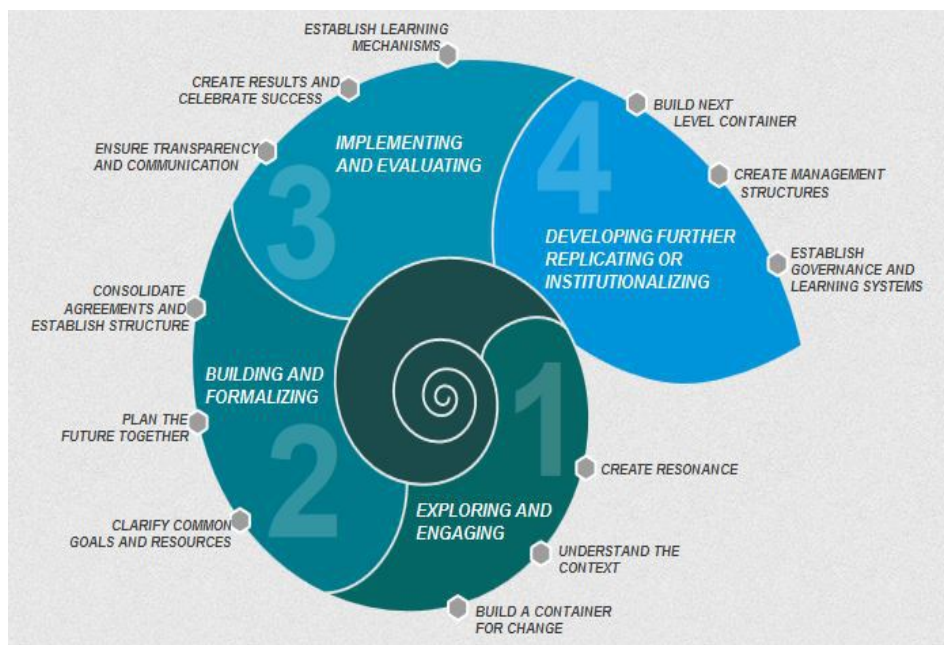 ESTABLISH LEARNING
MECHANISMS
CREATE RESULTS AND
CELEBRATE SUCCESS
ENSURE TRANSPARENCY
AND COMMUNICATION
3
IMPLEMENTING
AND EVALUATING
4
DEVELOPING FURTHER
REPLICATING OR
INSTITUTIONALIZING
BUILD NEXT
LEVEL CONTAINER
CREATE MANAGEMENT
STRUCTURES
ESTABLISH
GOVERNANCE AND
LEARNING SYSTEMS
CONSOLIDATE
AGREEMENTS AND
ESTABLISH STRUCTURE
BUILDING AND
FORMALIZING
2
PLAN THE
FUTURE TOGETHER
CLARIFY COMMON
GOALS AND RESOURCES
1
EXPLORING AND
ENGAGING
CREATE RESONANCE
UNDERSTAND THE
CONTEXT
BUILD A CONTAINER
FOR CHANGE